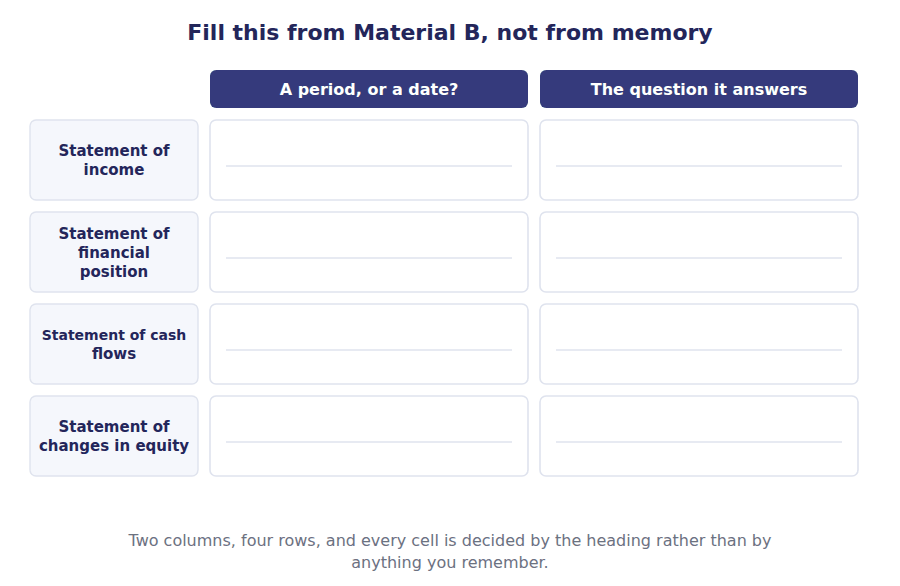 Fill this from Material B, not from memory
A period, or a date?
The question it answers
Statement of
income
Statement of
financial
position
Statement of cash
flows
Statement of
changes in equity
Two columns, four rows, and every cell is decided by the heading rather than by
anything you remember.